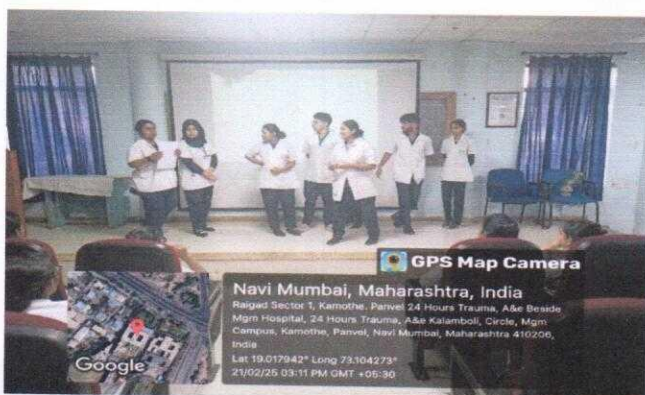 GPS Map Camera
Navi Mumbai, Maharashtra, India
Raigad Sector 1, Kamothe, Panvel 24 Hours Trauma, A&e Beside
Mgm Hospital, 24 Hours Trauma, A&e Kalamboli, Circle, Mgm
Campus, Kamothe, Panvel, Navi Mumbai, Maharashtra 410206,
India
Lat 19.017942° Long 73.104273°
21/02/25 03:11 PM GMT +05:30
Google